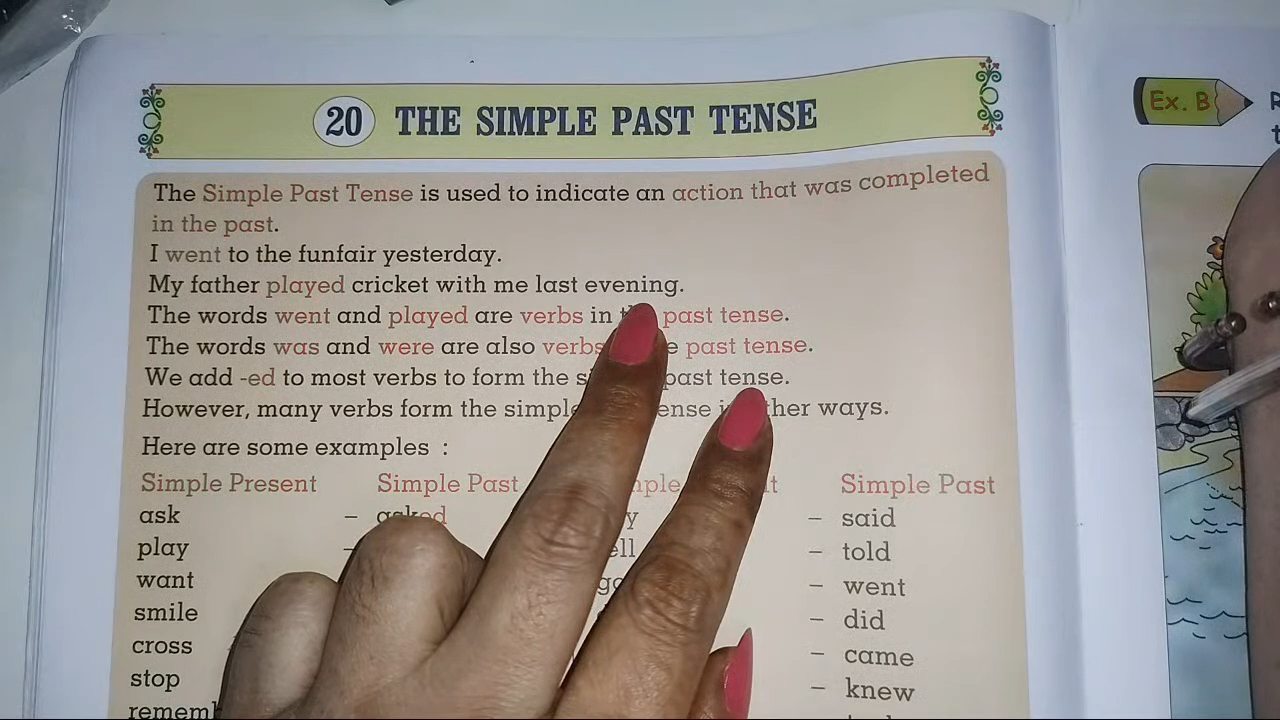 20 THE SIMPLE PAST TENSE
Ex. B
The Simple Past Tense is used to indicate an action that was completed
in the past.
I went to the funfair yesterday.
My father played cricket with me last evening.
The words went and played are verbs in past tense.
The words was and were are also verbs past tense.
We add -ed to most verbs to form the past tense.
However, many verbs form the simple tense ways.
Here are some examples :
Simple Present Simple Past Simple Past
ask – asked – said
play – – told
want – went
smile – did
cross – came
stop – knew